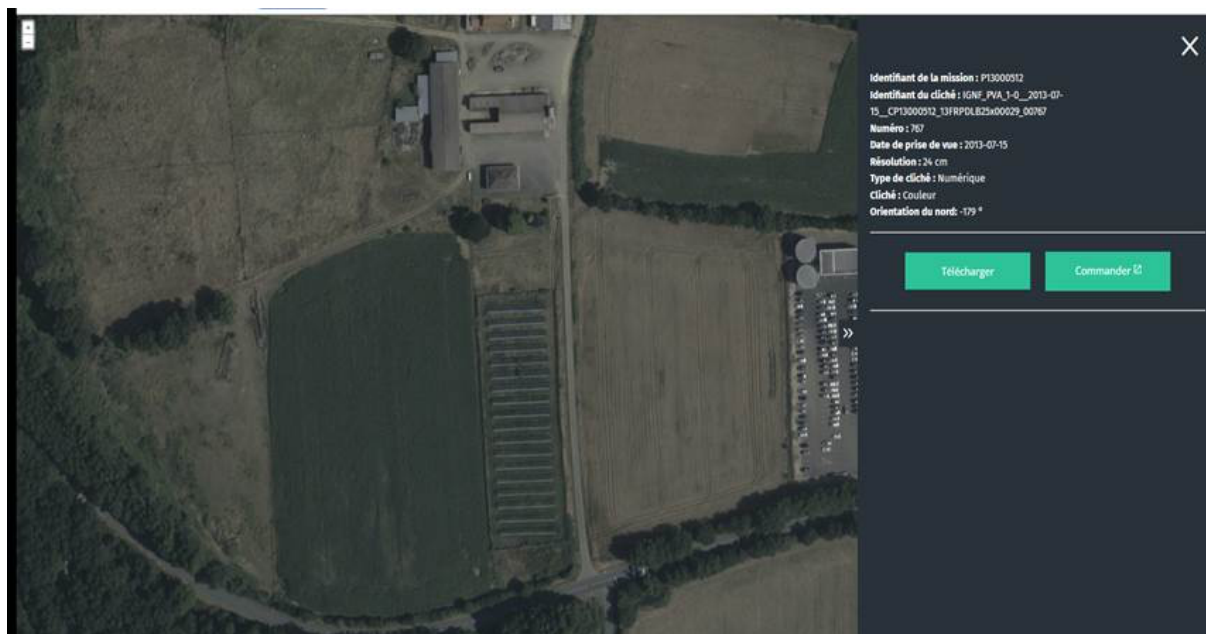 +
-
X
Identifiant de la mission : P13000512
Identifiant du cliché : IGNF_PVA_1-0__2013-07-
15__CP13000512_13FRPDLB25x00029_00767
Numéro : 767
Date de prise de vue : 2013-07-15
Résolution : 24 cm
Type de cliché : Numérique
Cliché : Couleur
Orientation du nord: -179 °
Télécharger
Commander
»